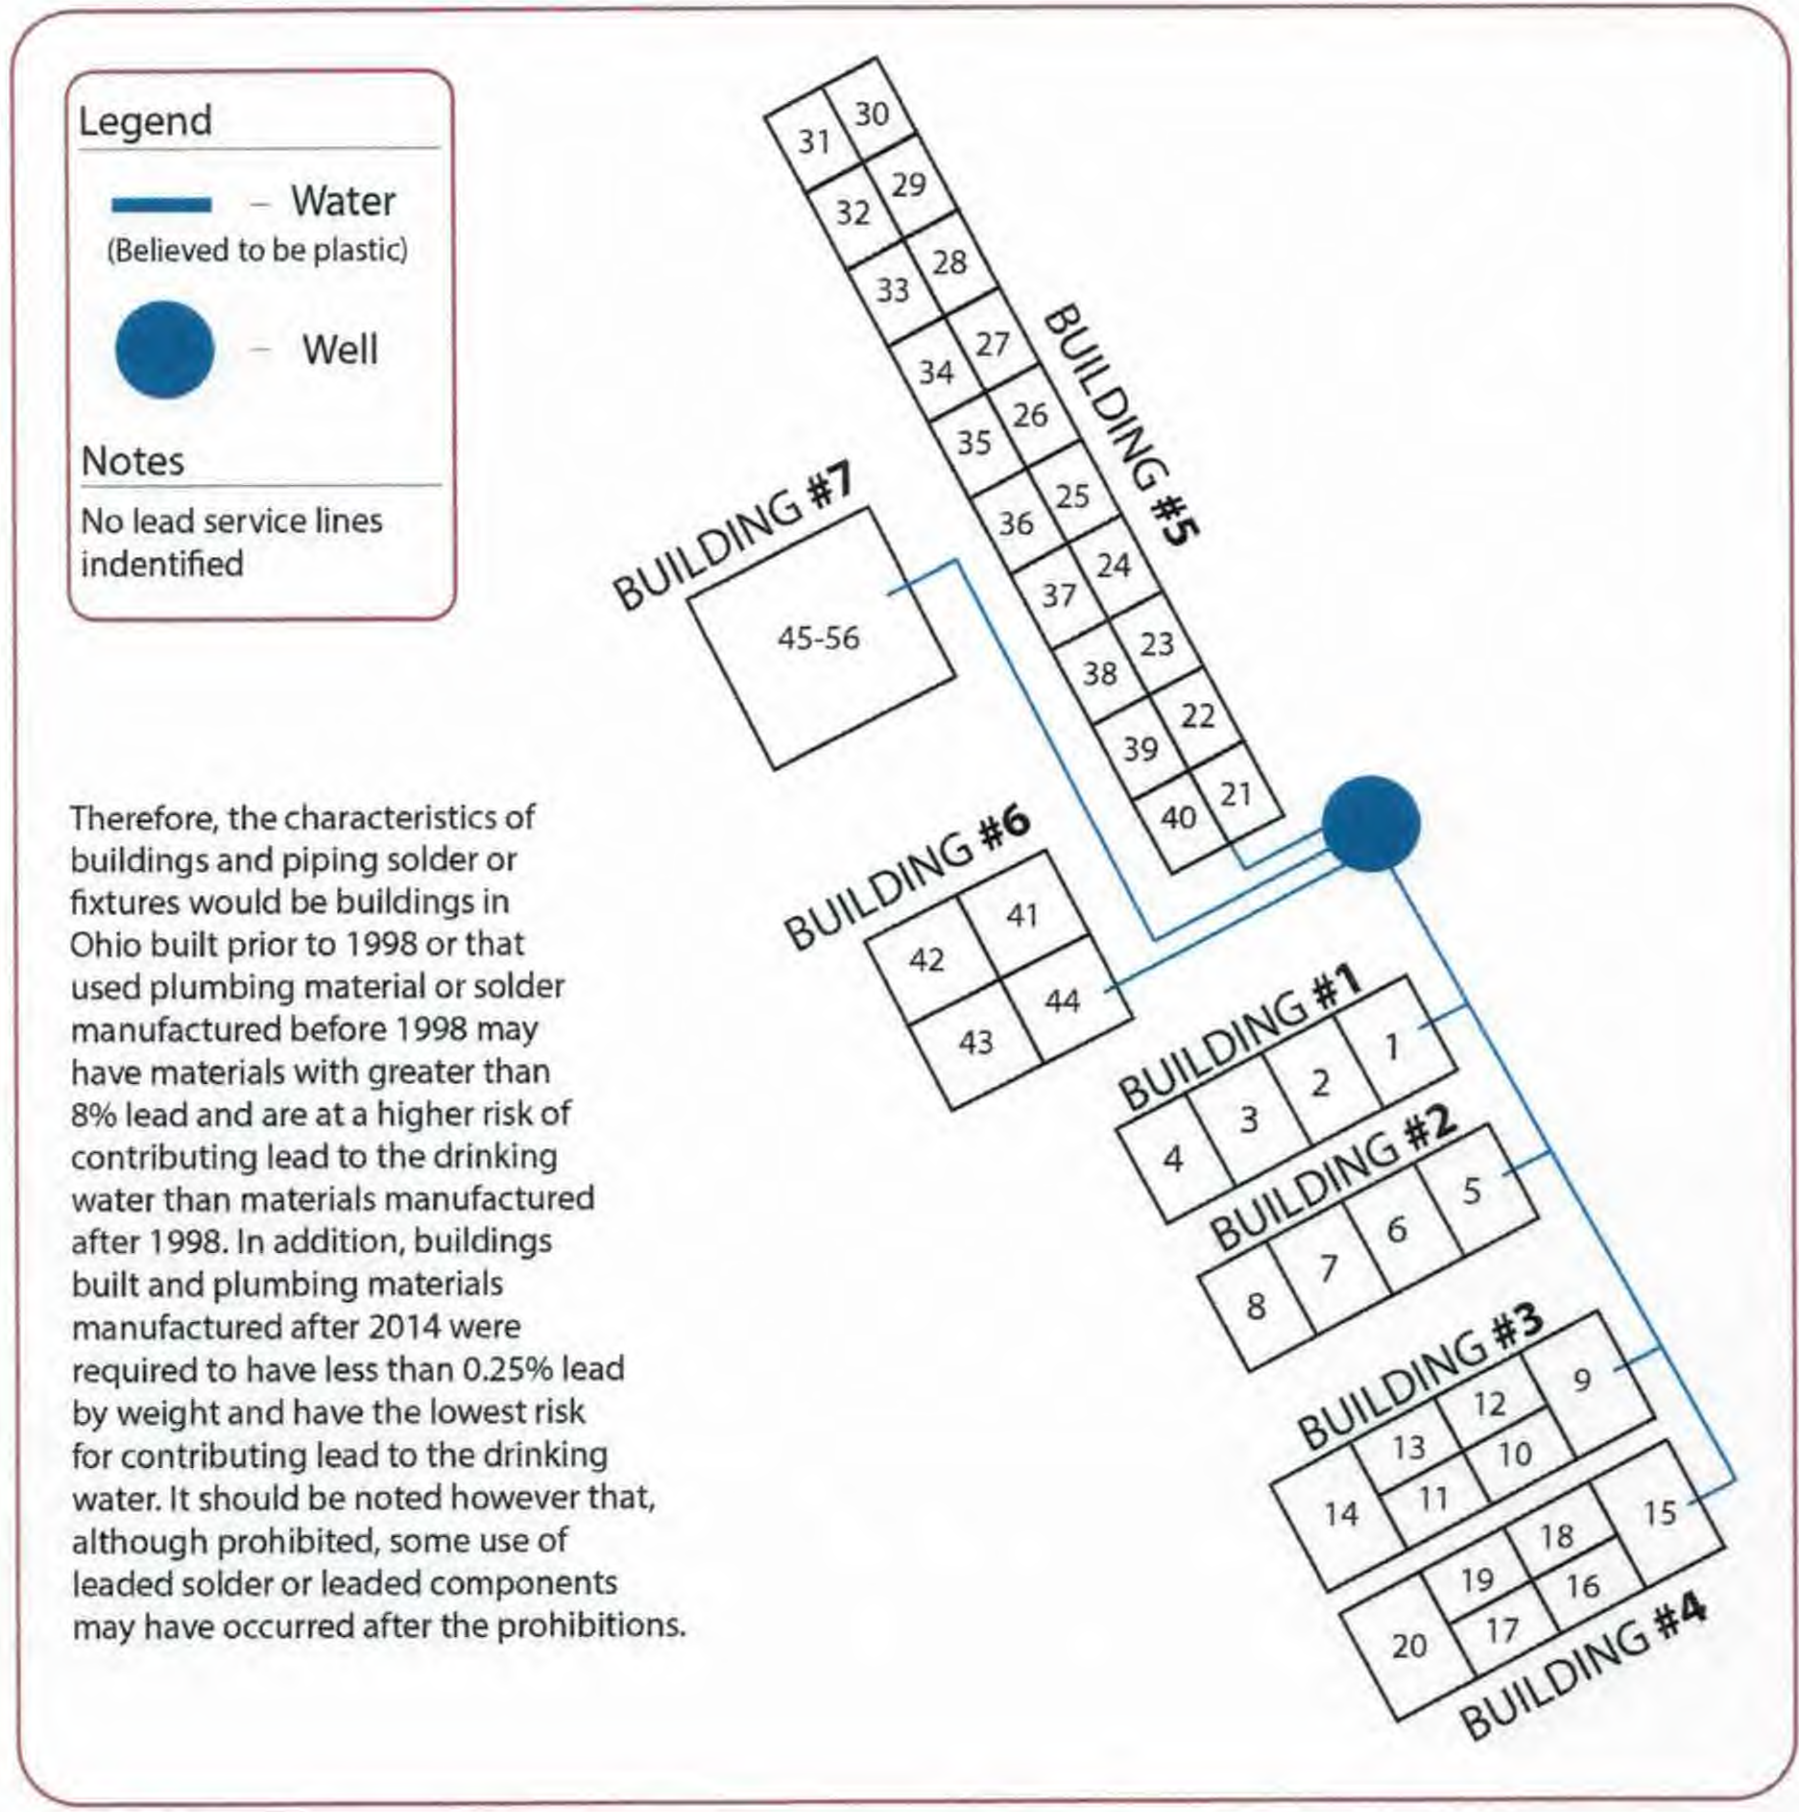 Legend
– Water
(Believed to be plastic)
– Well
Notes
No lead service lines
indentified
Therefore, the characteristics of
buildings and piping solder or
fixtures would be buildings in
Ohio built prior to 1998 or that
used plumbing material or solder
manufactured before 1998 may
have materials with greater than
8% lead and are at a higher risk of
contributing lead to the drinking
water than materials manufactured
after 1998. In addition, buildings
built and plumbing materials
manufactured after 2014 were
required to have less than 0.25% lead
by weight and have the lowest risk
for contributing lead to the drinking
water. It should be noted however that,
although prohibited, some use of
leaded solder or leaded components
may have occurred after the prohibitions.
BUILDING #5
31 30
32 29
33 28
34 27
35 26
36 25
37 24
38 23
39 22
40 21
BUILDING #7
45-56
BUILDING #6
42 41
43 44
BUILDING #1
4 3 2 1
BUILDING #2
8 7 6 5
BUILDING #3
13 12 9
14 11 10
19 18 15
20 17 16
BUILDING #4